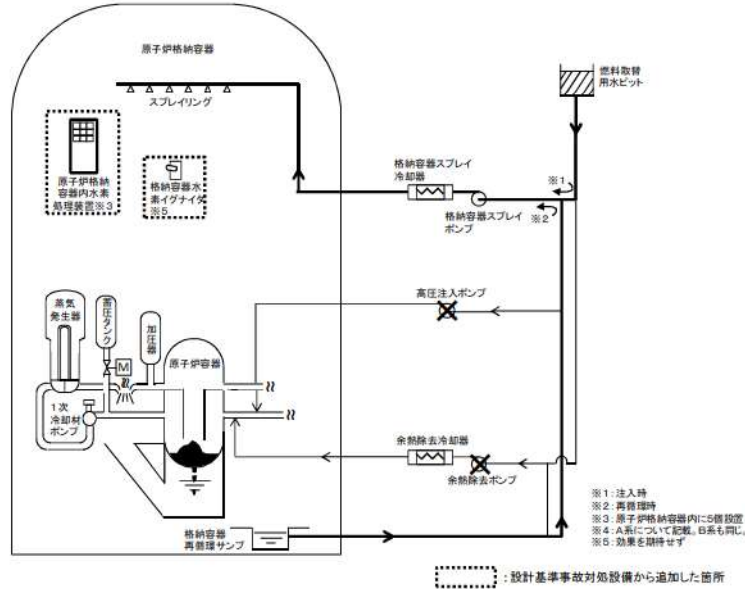 原子炉格納容器
スプレイリング
原子炉格納
容器内水素
処理装置※3
格納容器水
素イグナイタ
※5
燃料取替
用水ピット
格納容器スプレイ
冷却器
※1
※2
格納容器スプレイ
ポンプ
高圧注入ポンプ
蒸気
発生器
蓄圧タンク
加圧器
M
原子炉容器
1次
冷却材
ポンプ
余熱除去冷却器
余熱除去ポンプ
格納容器
再循環サンプ
※1:注入時
※2:再循環時
※3:原子炉格納容器内に5個設置
※4:A系について記載。B系も同じ。
※5:効果を期待せず
:設計基準事故対処設備から追加した箇所